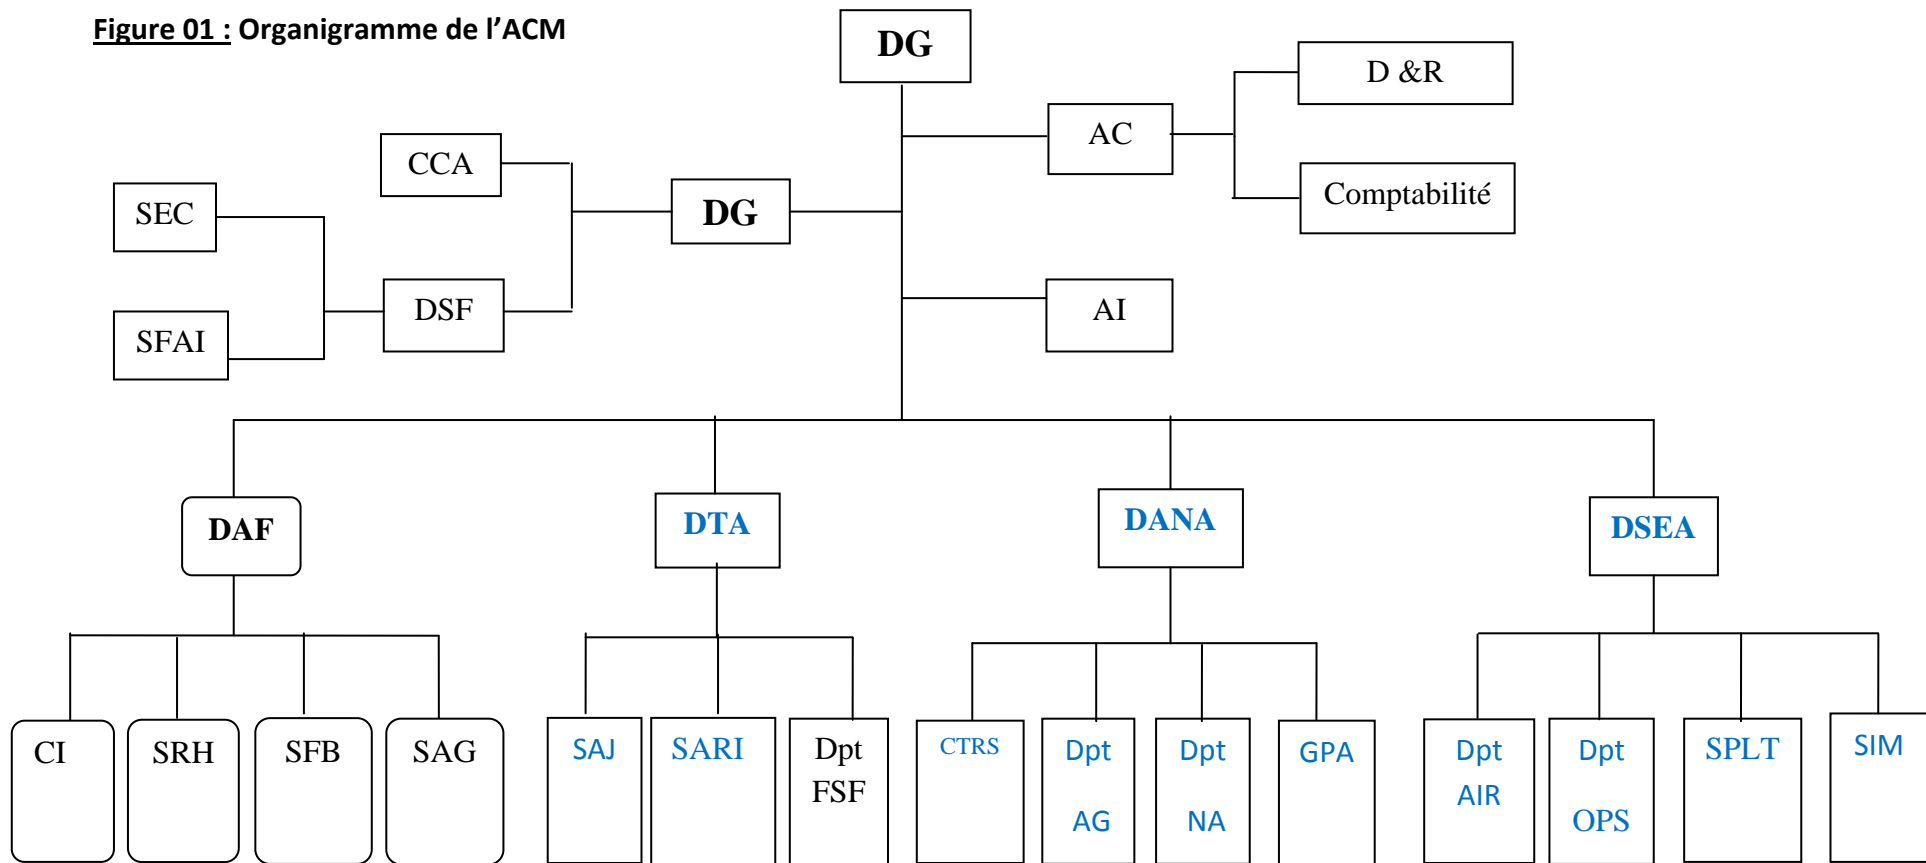 Figure 01 : Organigramme de l'ACM
DG
D &R
AC
CCA
Comptabilité
SEC
DG
DSF
AI
SFAI
DAF
DTA
DANA
DSEA
CI
SRH
SFB
SAG
SAJ
SARI
Dpt
FSF
CTRS
Dpt
AG
Dpt
NA
GPA
Dpt
AIR
Dpt
OPS
SPLT
SIM